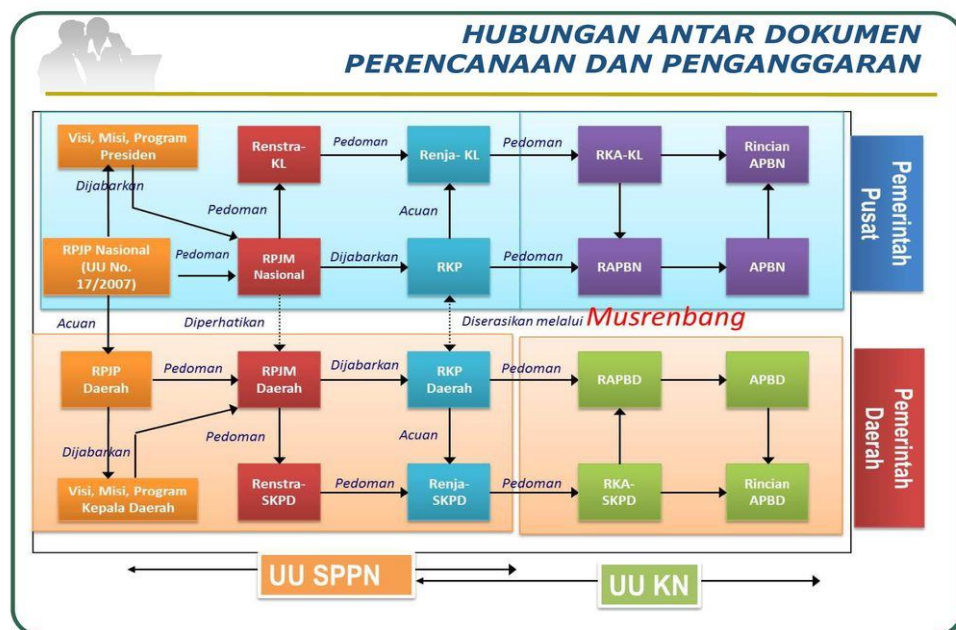 HUBUNGAN ANTAR DOKUMEN
PERENCANAAN DAN PENGANGGARAN
Visi, Misi, Program
Presiden
Renstra-
KL
Pedoman
Renja- KL
Pedoman
RKA-KL
Rincian
APBN
Dijabarkan
Pedoman
Acuan
RPJP Nasional
(UU No.
17/2007)
Pedoman
RPJM
Nasional
Dijabarkan
RKP
Pedoman
RAPBN
APBN
Pemerintah
Pusat
Acuan
Diperhatikan
Diserasikan melalui Musrenbang
RPJP
Daerah
Pedoman
RPJM
Daerah
Dijabarkan
RKP
Daerah
Pedoman
RAPBD
APBD
Dijabarkan
Pedoman
Acuan
Visi, Misi, Program
Kepala Daerah
Renstra-
SKPD
Pedoman
Renja-
SKPD
Pedoman
RKA-
SKPD
Rincian
APBD
Pemerintah
Daerah
UU SPPN
UU KN